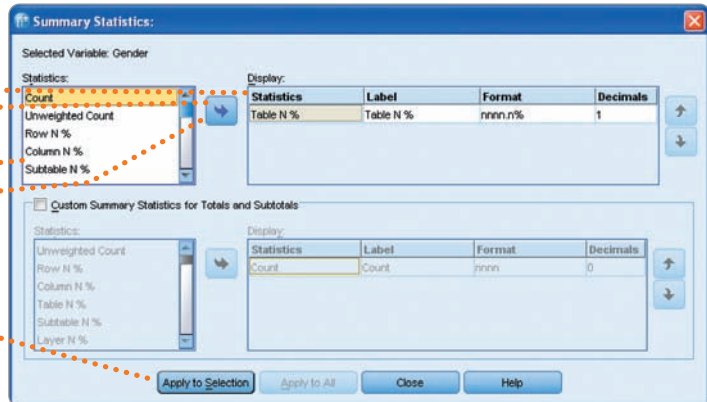 Summary Statistics:
Selected Variable: Gender
Statistics:
Count
Unweighted Count
Row N %
Column N %
Subtable N %
Display:
Statistics Label Format Decimals
Table N % Table N % nnnn.n% 1
Custom Summary Statistics for Totals and Subtotals
Statistics:
Unweighted Count
Row N %
Column N %
Table N %
Subtable N %
Layer N %
Display:
Statistics Label Format Decimals
Count Count nnnn 0
Apply to Selection Apply to All Close Help